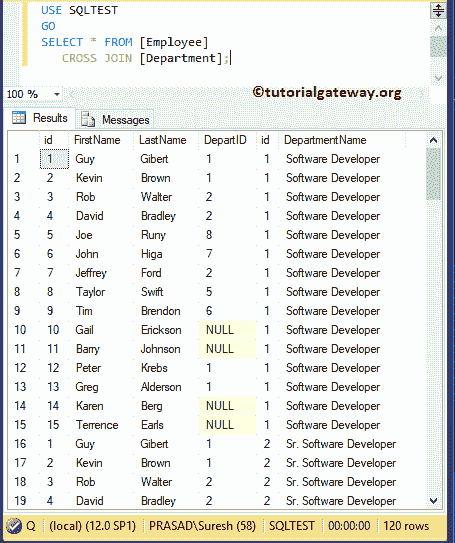 USE SQLTEST
GO
SELECT * FROM [Employee]
CROSS JOIN [Department];
100 %
©tutorialgateway.org
Results Messages
id FirstName LastName DepartID id DepartmentName
1 1 Guy Gibert 1 1 Software Developer
2 2 Kevin Brown 1 1 Software Developer
3 3 Rob Walter 2 1 Software Developer
4 4 David Bradley 2 1 Software Developer
5 5 Joe Runy 8 1 Software Developer
6 6 John Higa 7 1 Software Developer
7 7 Jeffrey Ford 2 1 Software Developer
8 8 Taylor Swift 5 1 Software Developer
9 9 Tim Brendon 6 1 Software Developer
10 10 Gail Erickson NULL 1 Software Developer
11 11 Barry Johnson NULL 1 Software Developer
12 12 Peter Krebs 1 1 Software Developer
13 13 Greg Alderson 1 1 Software Developer
14 14 Karen Berg NULL 1 Software Developer
15 15 Terrence Earls NULL 1 Software Developer
16 1 Guy Gibert 1 2 Sr. Software Developer
17 2 Kevin Brown 1 2 Sr. Software Developer
18 3 Rob Walter 2 2 Sr. Software Developer
19 4 David Bradley 2 2 Sr. Software Developer
Q (local) (12.0 SP1) PRASAD\Suresh (58) SQLTEST 00:00:00 120 rows